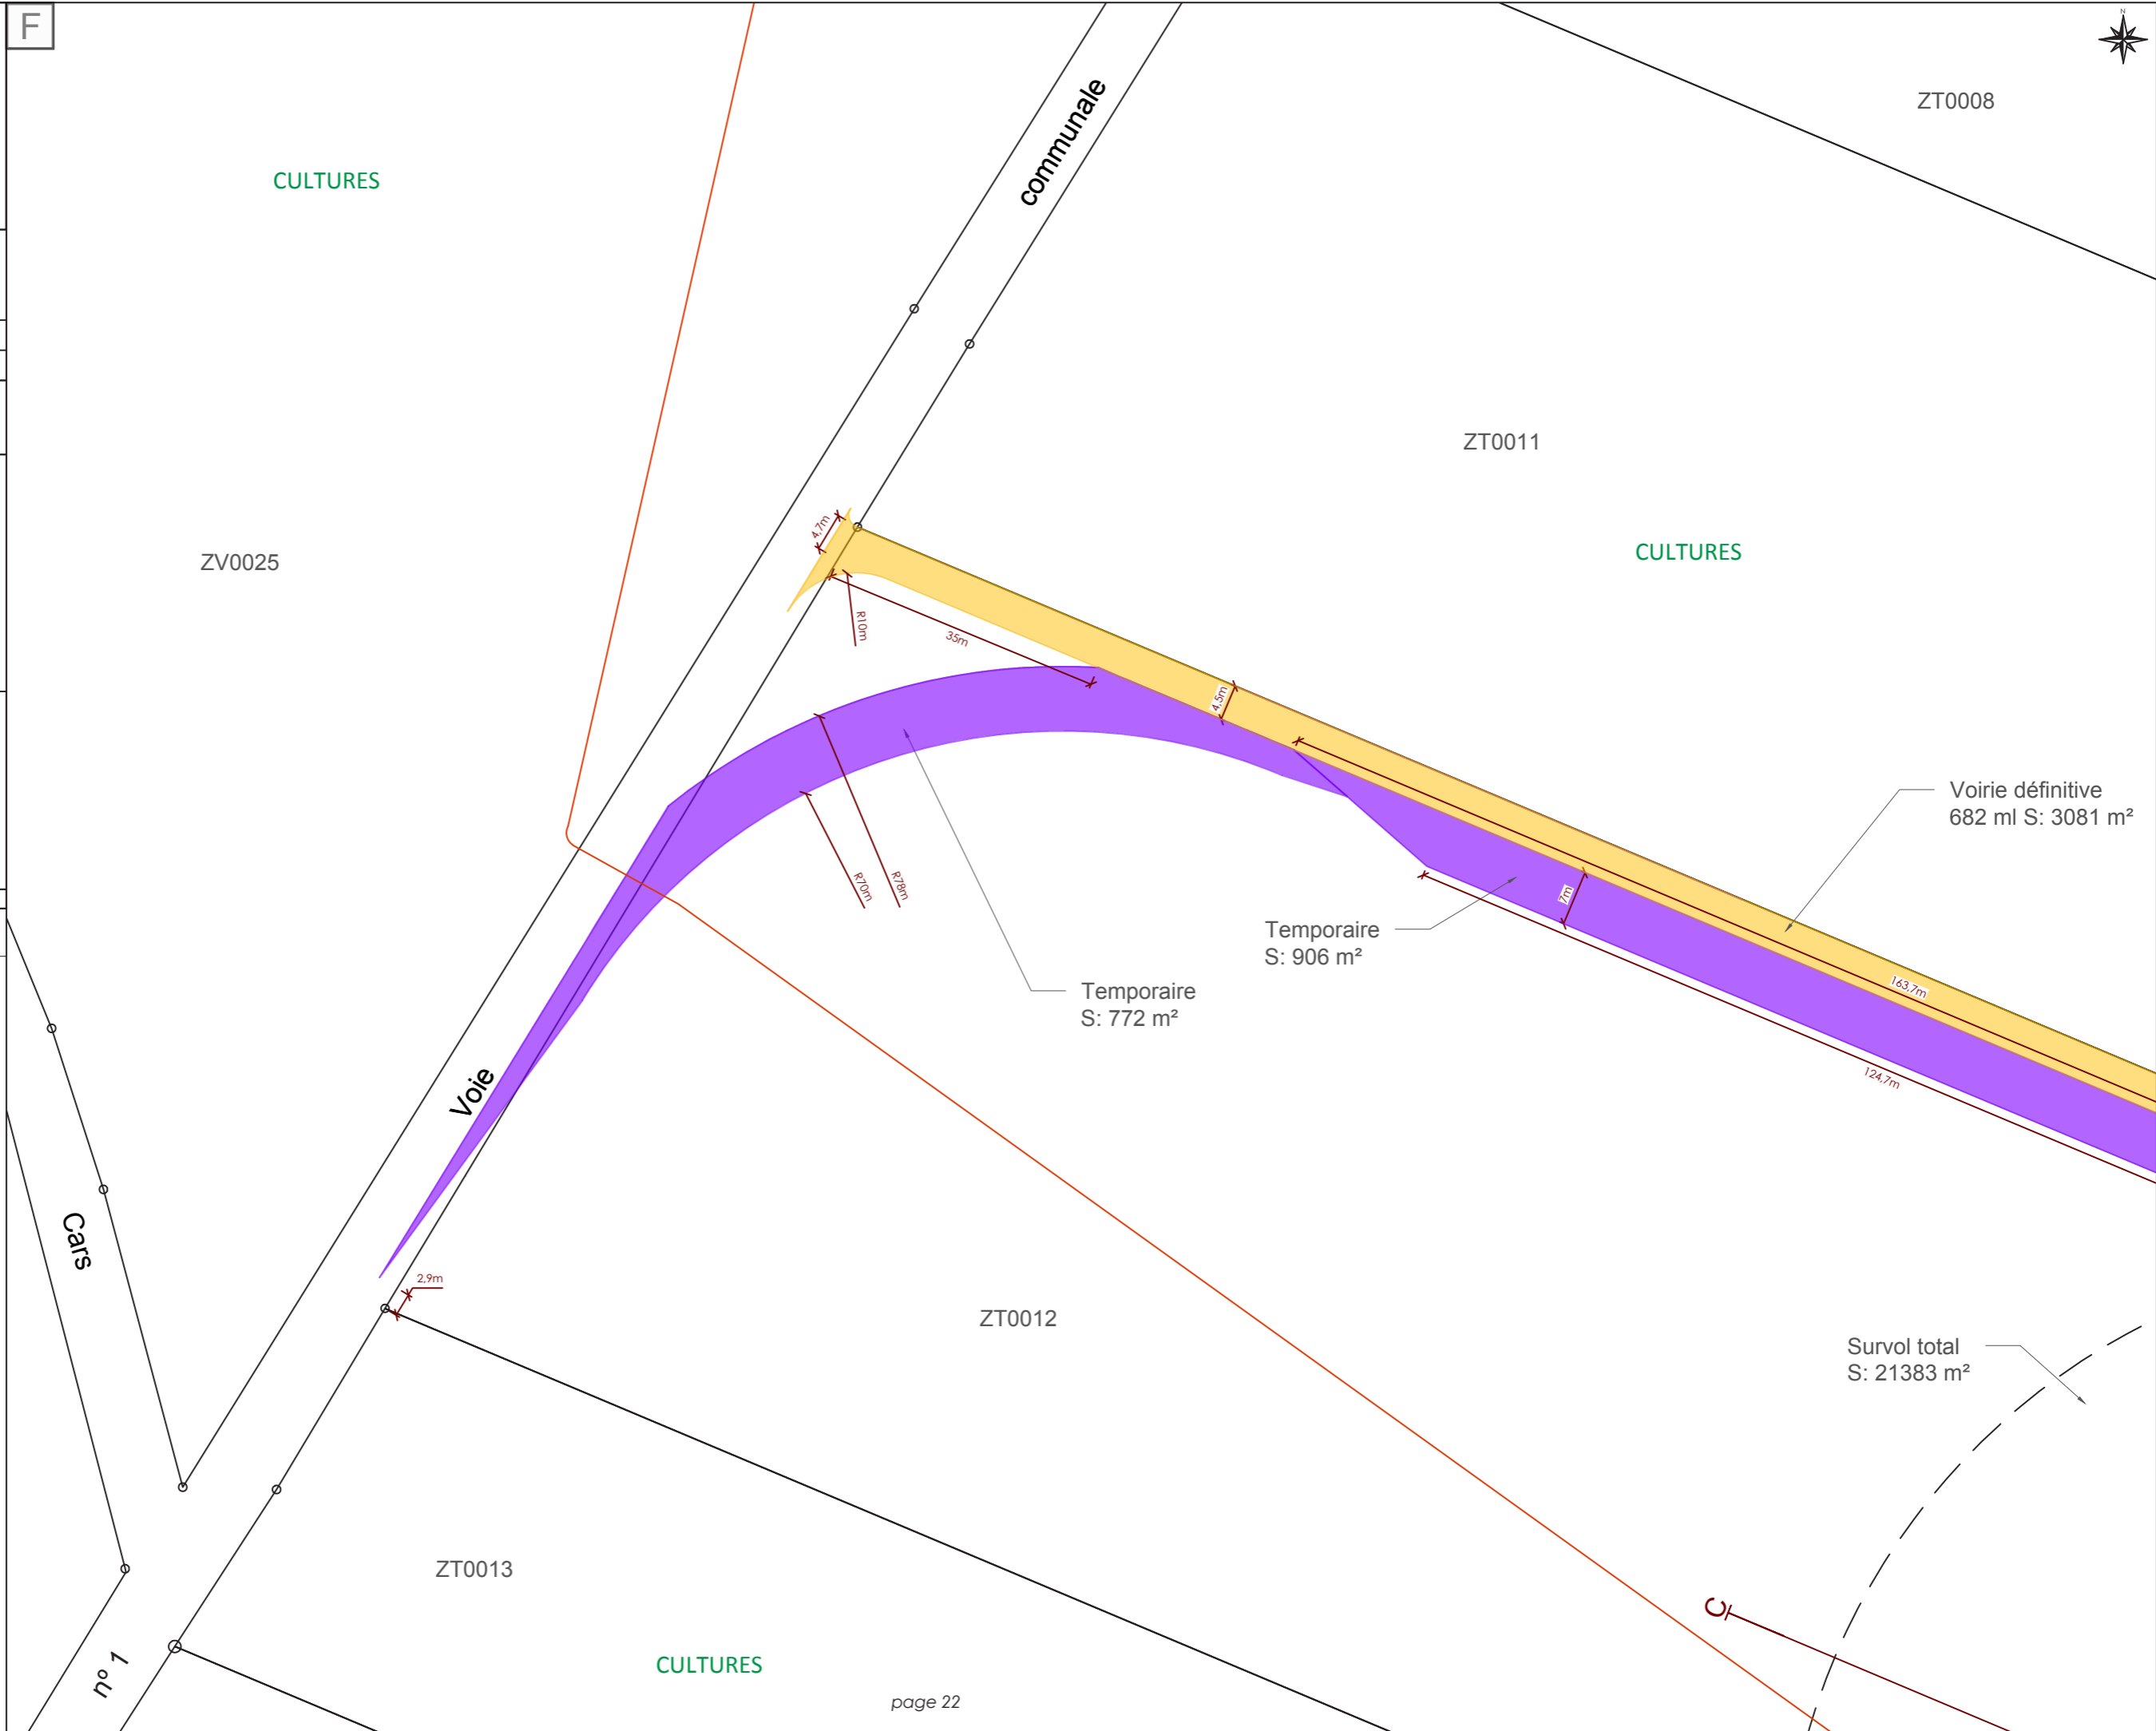 F
N
ZT0008
communale
CULTURES
ZT0011
4,7m
CULTURES
ZV0025
R10m
35m
4,5m
Voirie définitive
682 ml S: 3081 m²
R70m
R78m
7m
Temporaire
S: 906 m²
163,7m
Temporaire
S: 772 m²
124,7m
Voie
Cars
2,9m
ZT0012
Survol total
S: 21383 m²
ZT0013
C
nº 1
CULTURES
page 22